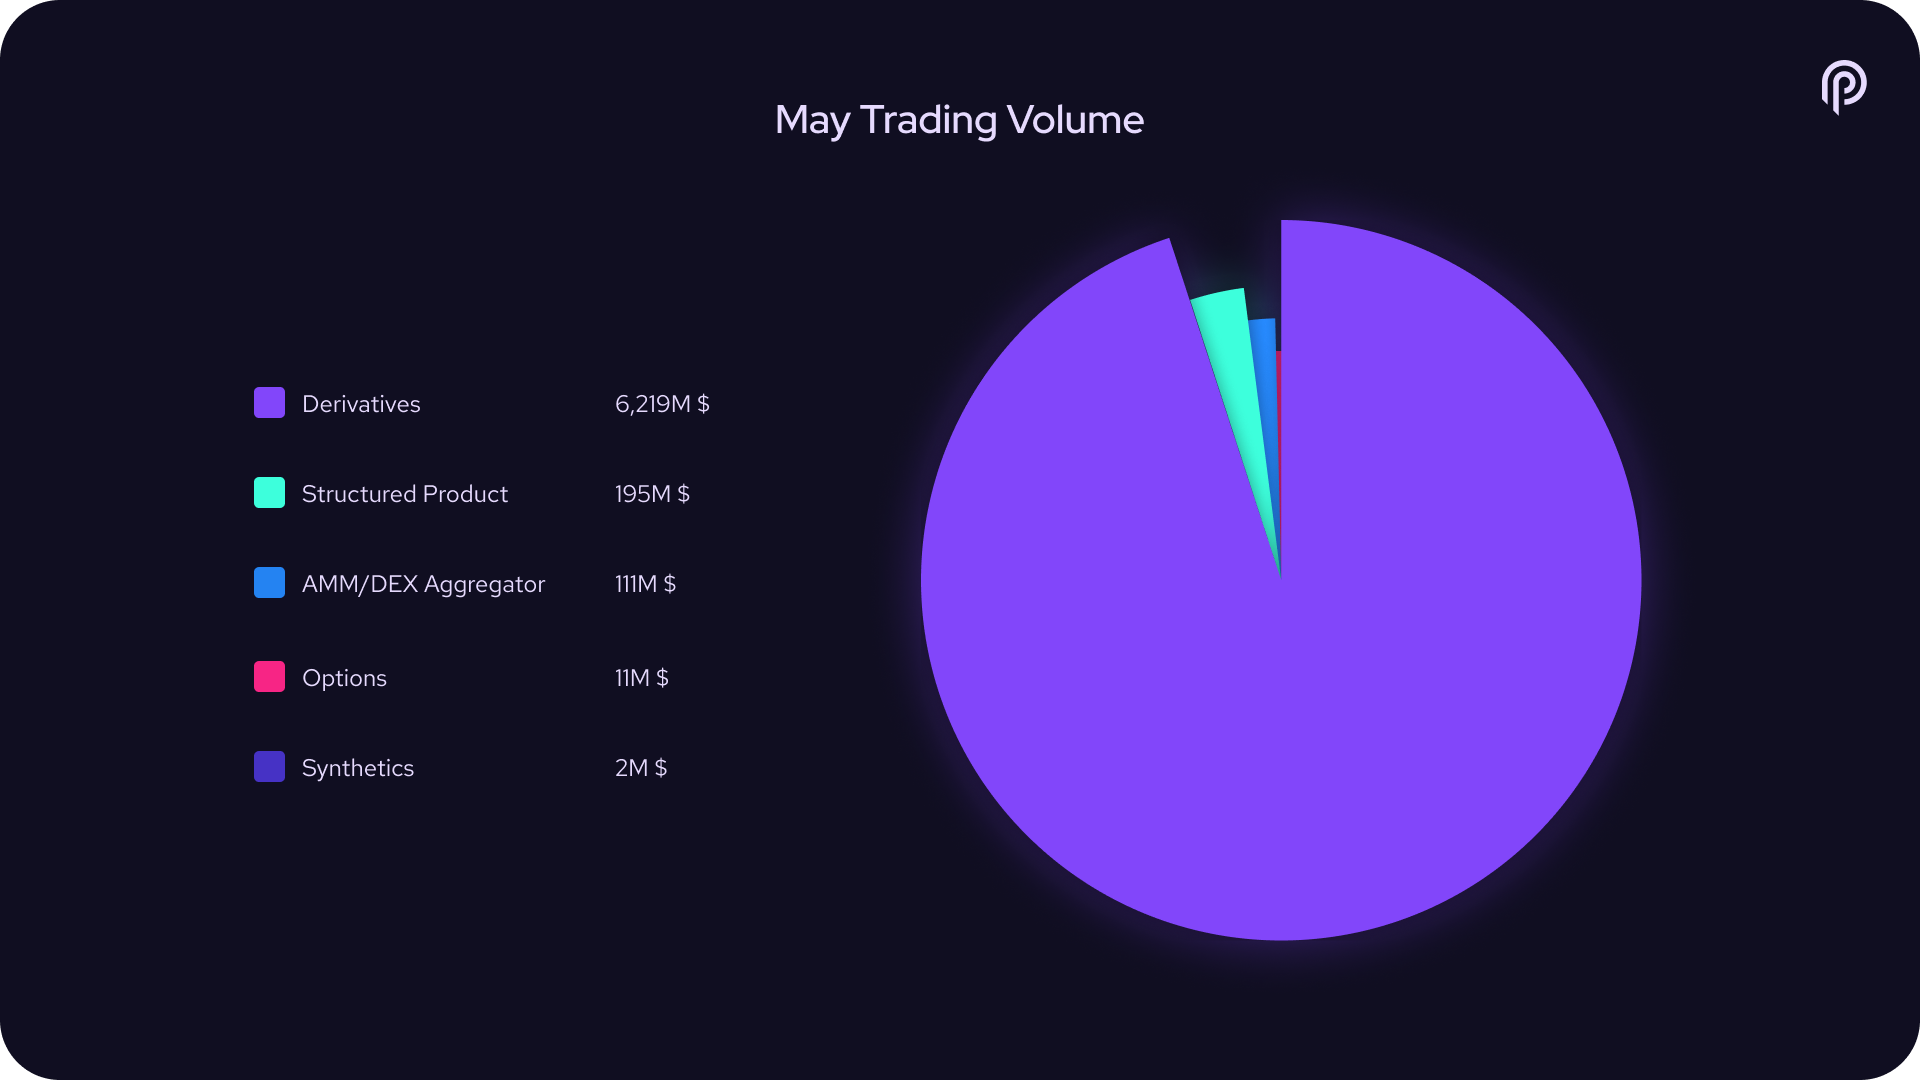 May Trading Volume
Derivatives 6,219M $
Structured Product 195M $
AMM/DEX Aggregator 111M $
Options 11M $
Synthetics 2M $